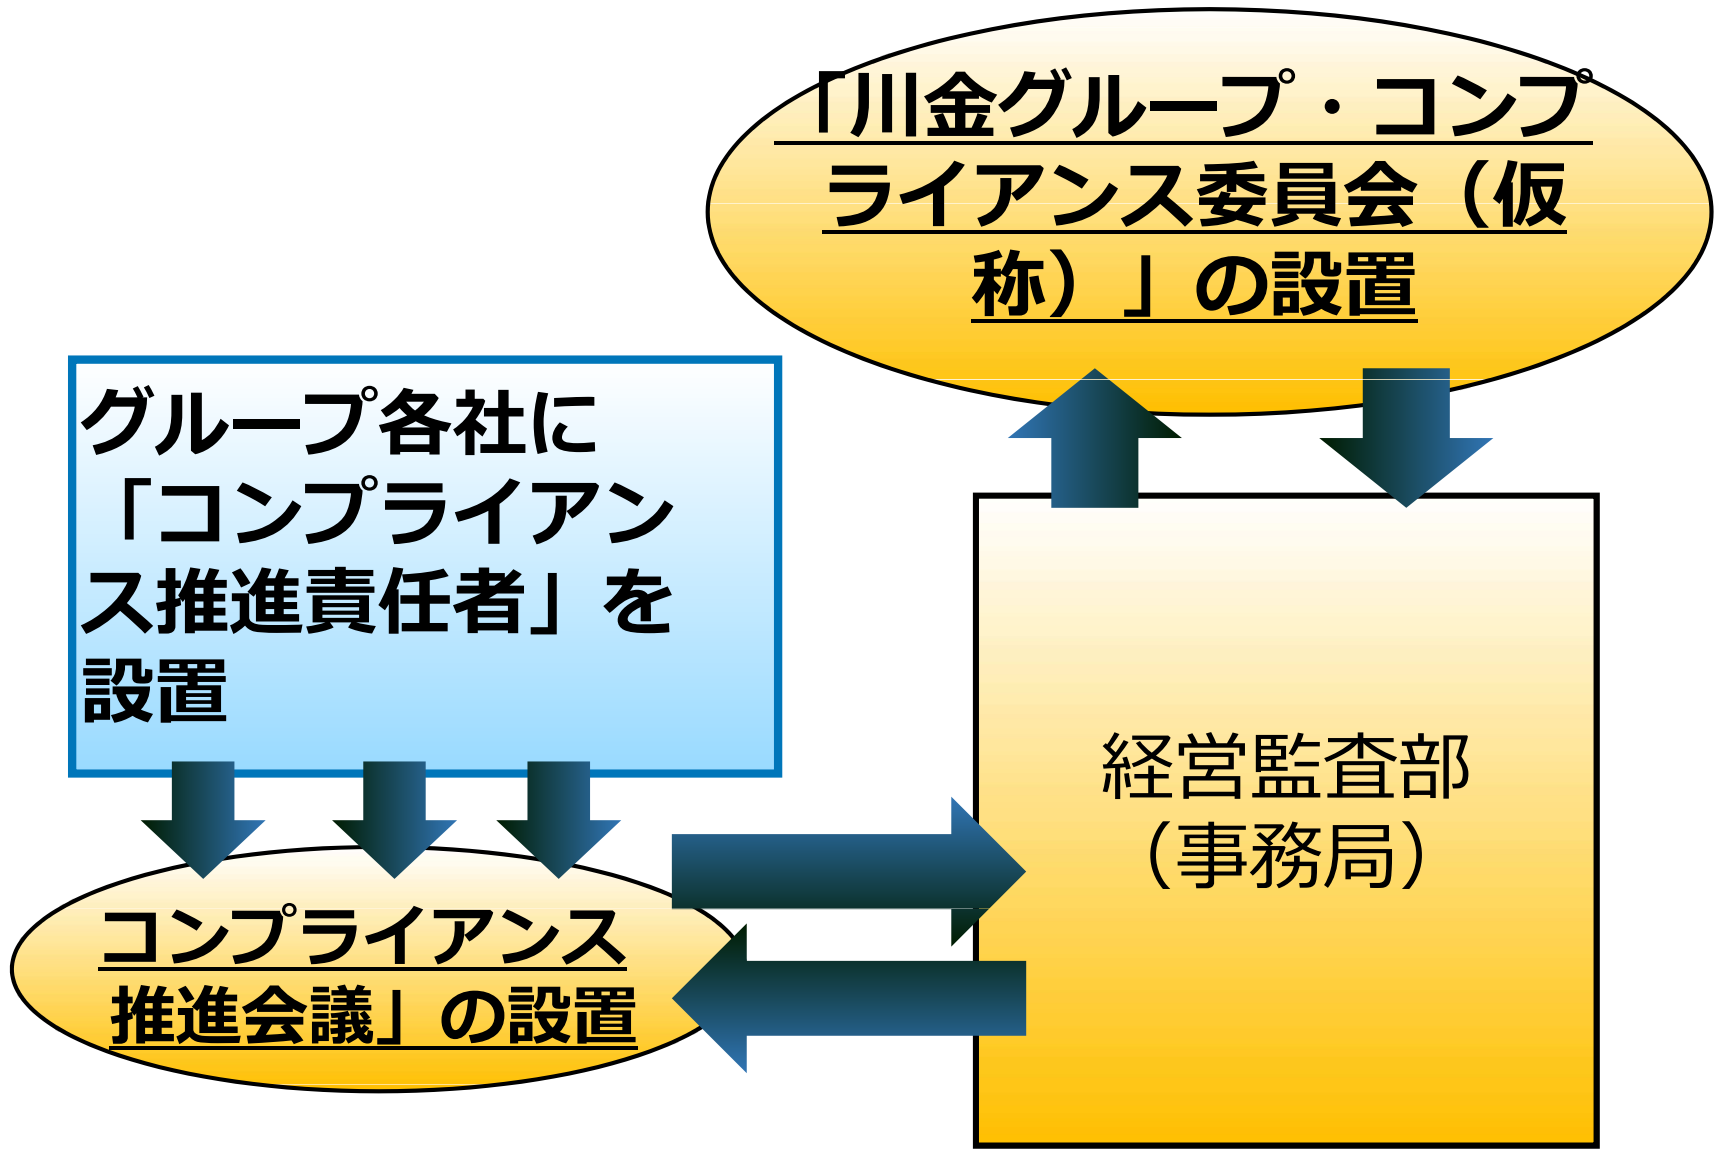 「川金グループ・コンプ
ライアンス委員会（仮
称）」の設置
グループ各社に
「コンプライアン
ス推進責任者」を
設置
経営監査部
（事務局）
コンプライアンス
推進会議」の設置